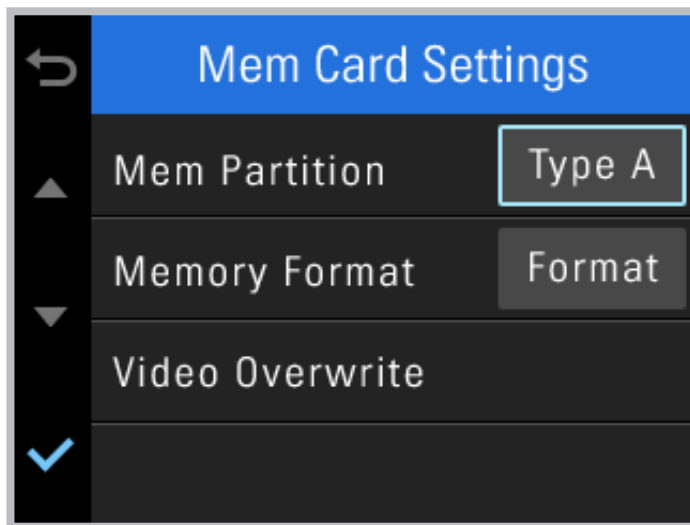 Mem Card Settings
Mem Partition Type A
Memory Format Format
Video Overwrite